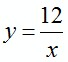 y = 12/x